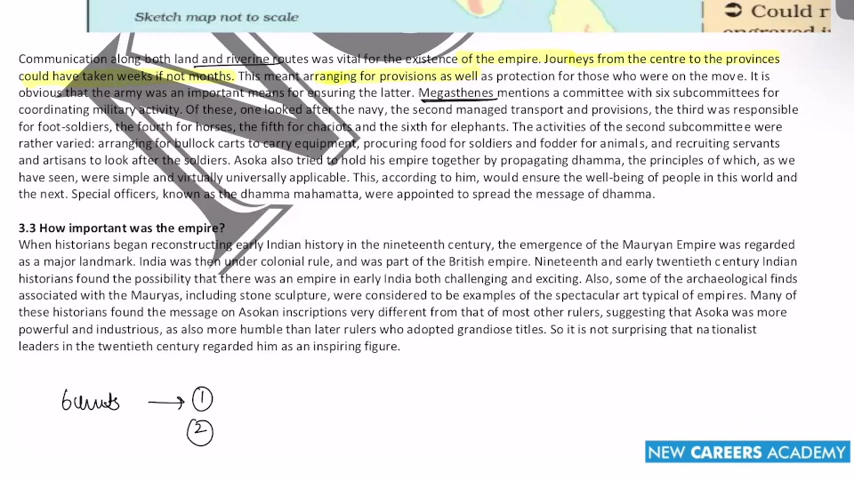 Sketch map not to scale
Could r
Communication along both land and riverine routes was vital for the existence of the empire. Journeys from the centre to the provinces
could have taken weeks if not months. This meant arranging for provisions as well as protection for those who were on the move. It is
obvious that the army was an important means for ensuring the latter. Megasthenes mentions a committee with six subcommittees for
coordinating military activity. Of these, one looked after the navy, the second managed transport and provisions, the third was responsible
for foot-soldiers, the fourth for horses, the fifth for chariots and the sixth for elephants. The activities of the second subcommittee were
rather varied: arranging for bullock carts to carry equipment, procuring food for soldiers and fodder for animals, and recruiting servants
and artisans to look after the soldiers. Asoka also tried to hold his empire together by propagating dhamma, the principles of which, as we
have seen, were simple and virtually universally applicable. This, according to him, would ensure the well-being of people in this world and
the next. Special officers, known as the dhamma mahamatta, were appointed to spread the message of dhamma.
3.3 How important was the empire?
When historians began reconstructing early Indian history in the nineteenth century, the emergence of the Mauryan Empire was regarded
as a major landmark. India was then under colonial rule, and was part of the British empire. Nineteenth and early twentieth century Indian
historians found the possibility that there was an empire in early India both challenging and exciting. Also, some of the archaeological finds
associated with the Mauryas, including stone sculpture, were considered to be examples of the spectacular art typical of empires. Many of
these historians found the message on Asokan inscriptions very different from that of most other rulers, suggesting that Asoka was more
powerful and industrious, as also more humble than later rulers who adopted grandiose titles. So it is not surprising that nationalist
leaders in the twentieth century regarded him as an inspiring figure.
6 units → 1
2
NEW CAREERS ACADEMY